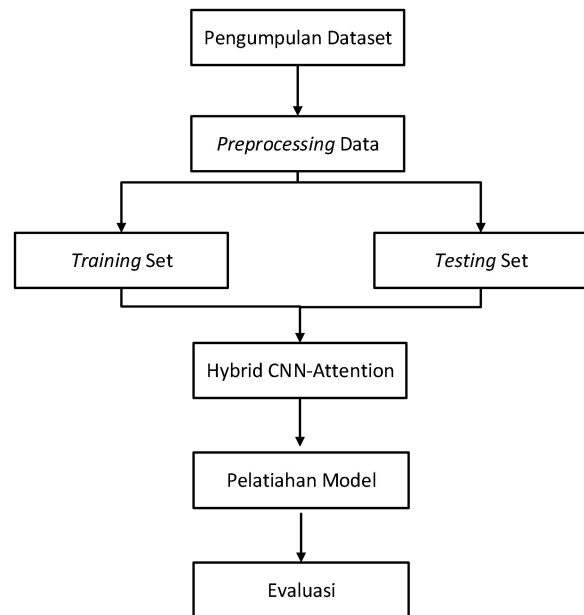 Pengumpulan Dataset
Preprocessing Data
Training Set
Testing Set
Hybrid CNN-Attention
Pelatiahan Model
Evaluasi